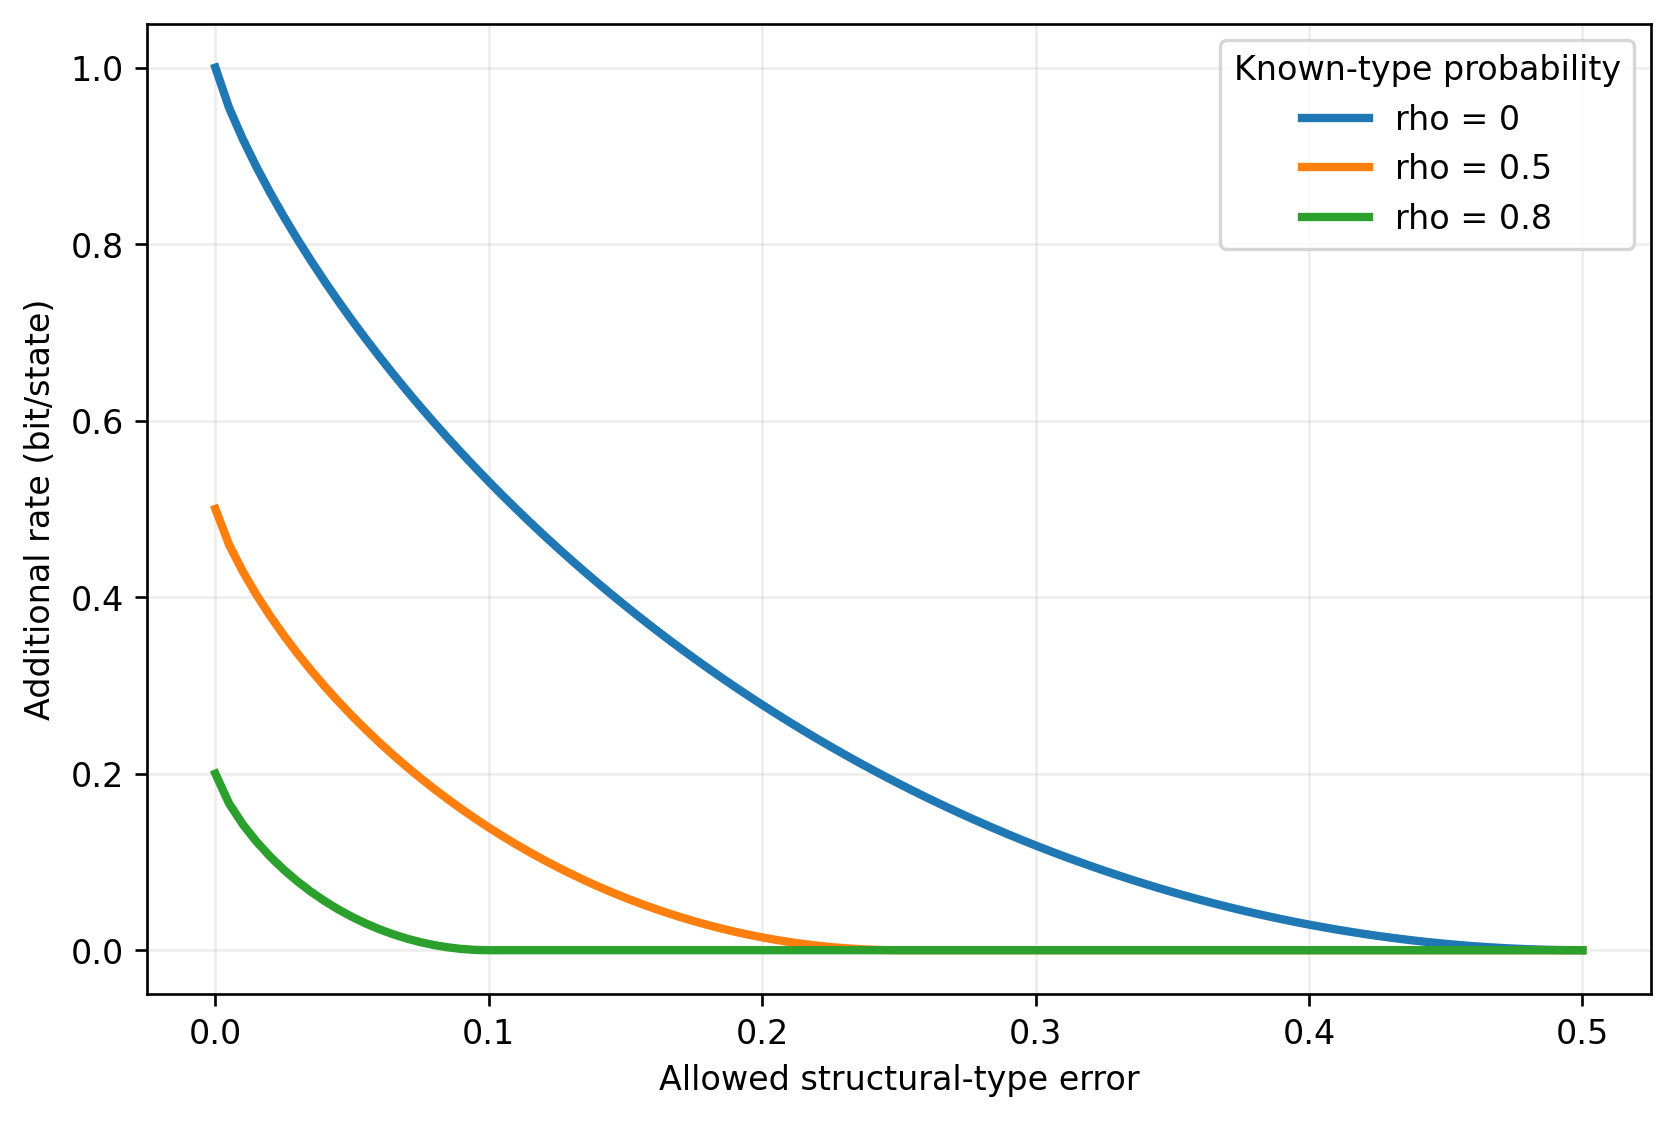 Known-type probability
rho = 0
rho = 0.5
rho = 0.8
Additional rate (bit/state)
1.0
0.8
0.6
0.4
0.2
0.0
0.0 0.1 0.2 0.3 0.4 0.5
Allowed structural-type error